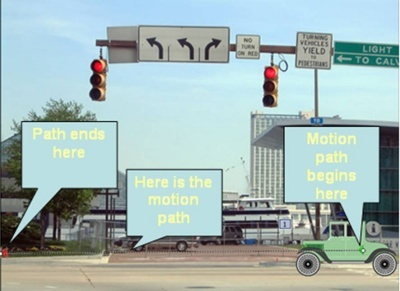 NO TURN
ON RED
TURNING
VEHICLES
YIELD
TO
PEDESTRIANS
LIGHT
← TO CALV
Path ends
here
Here is the
motion
path
Motion
path
begins
here